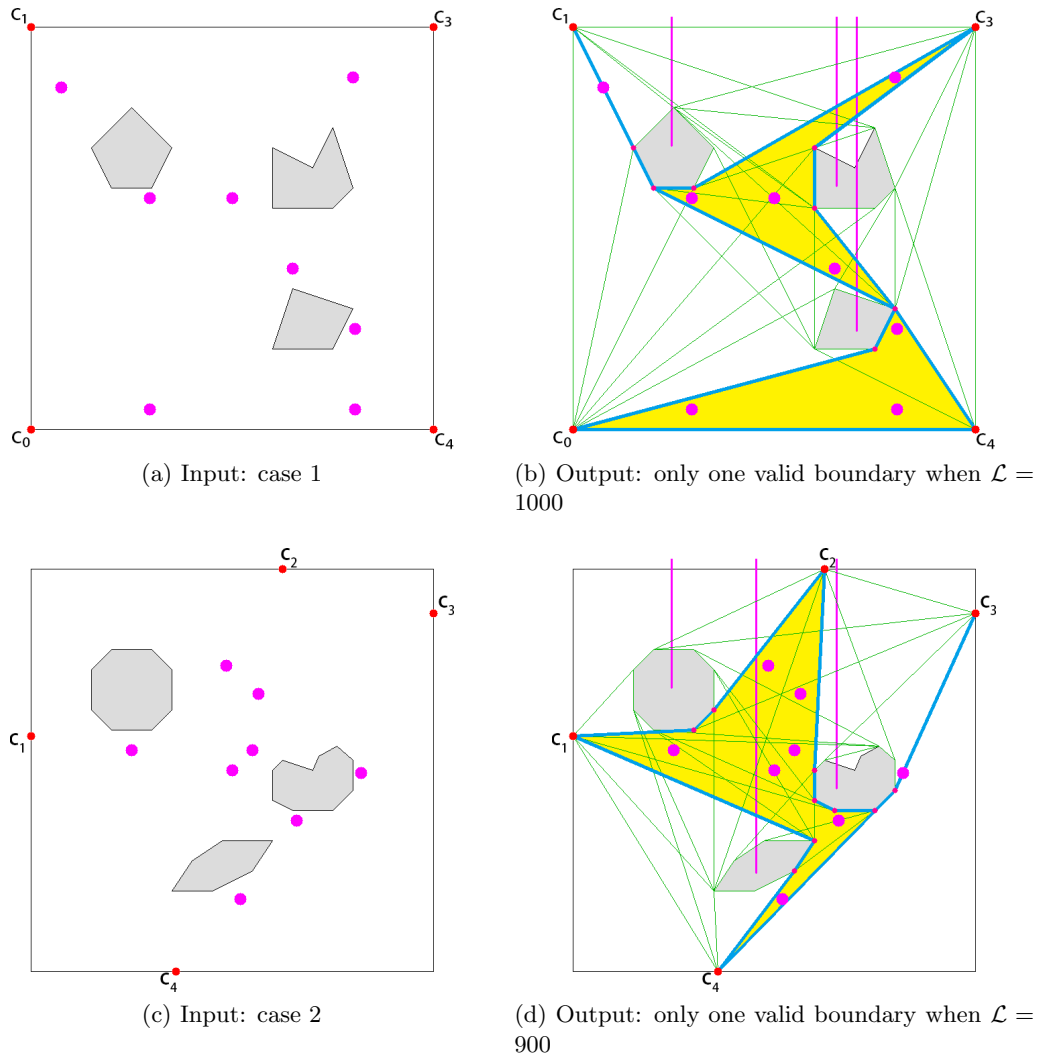 C₁
C₃
C₁
C₃
C₀
C₄
C₀
C₄
(a) Input: case 1
(b) Output: only one valid boundary when ℒ =
1000
C₂
C₂
C₃
C₃
C₁
C₁
C₄
C₄
(c) Input: case 2
(d) Output: only one valid boundary when ℒ =
900